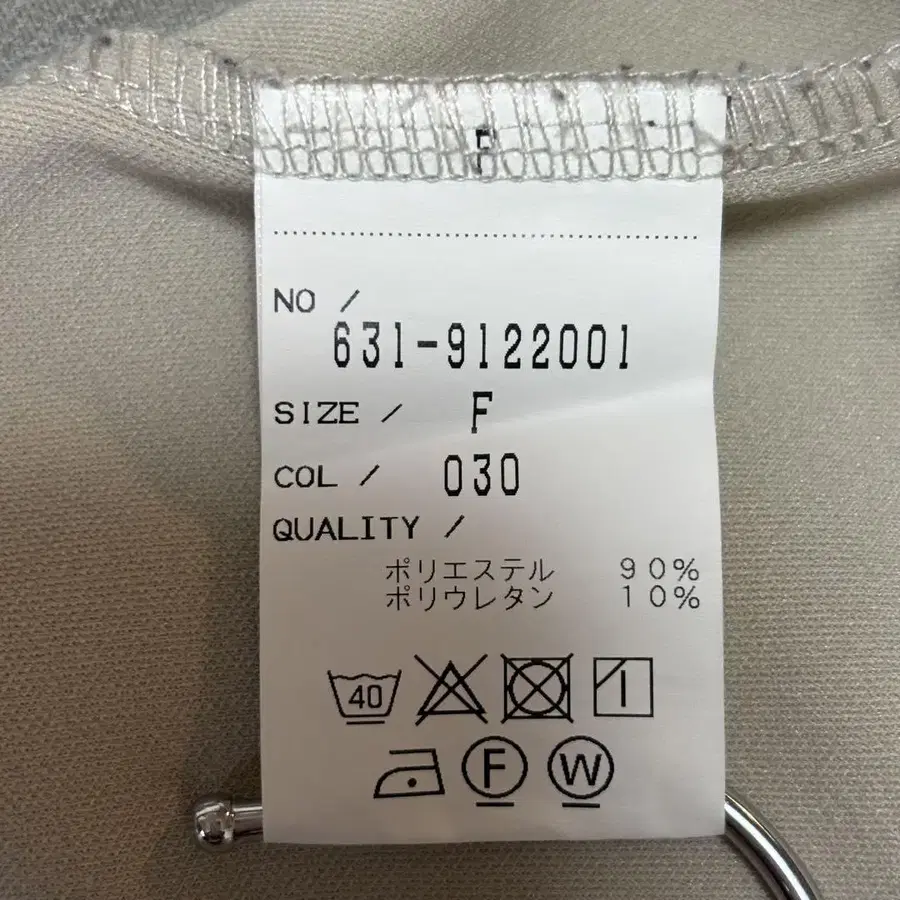 F
NO /
631-9122001
SIZE / F
COL / 030
QUALITY /
ポリエステル 90%
ポリウレタン 10%
40
F W